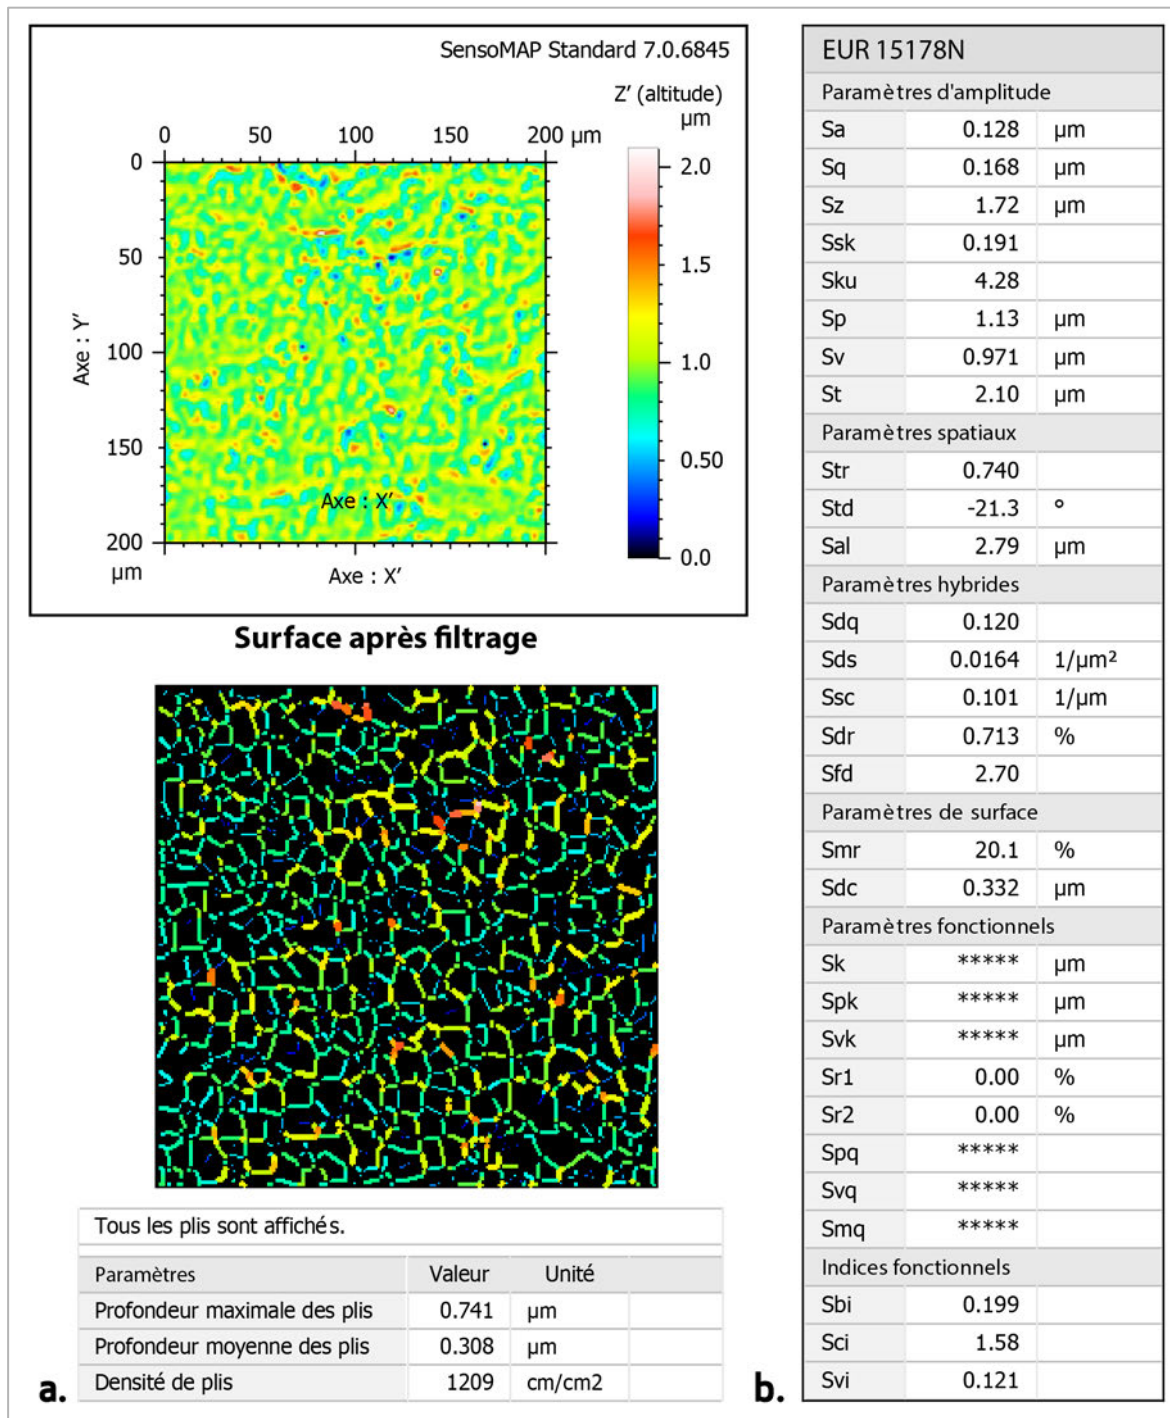 SensoMAP Standard 7.0.6845
Z' (altitude)
µm
0 50 100 150 200 µm
0
50
100
150
200
µm
Axe : Y'
Axe : X'
Axe : X'
2.0
1.5
1.0
0.50
0.0
Surface après filtrage
Tous les plis sont affichés.
Paramètres Valeur Unité
Profondeur maximale des plis 0.741 µm
Profondeur moyenne des plis 0.308 µm
Densité de plis 1209 cm/cm2
a.
EUR 15178N
Paramètres d'amplitude
Sa 0.128 µm
Sq 0.168 µm
Sz 1.72 µm
Ssk 0.191
Sku 4.28
Sp 1.13 µm
Sv 0.971 µm
St 2.10 µm
Paramètres spatiaux
Str 0.740
Std -21.3 °
Sal 2.79 µm
Paramètres hybrides
Sdq 0.120
Sds 0.0164 1/µm²
Ssc 0.101 1/µm
Sdr 0.713 %
Sfd 2.70
Paramètres de surface
Smr 20.1 %
Sdc 0.332 µm
Paramètres fonctionnels
Sk ***** µm
Spk ***** µm
Svk ***** µm
Sr1 0.00 %
Sr2 0.00 %
Spq *****
Svq *****
Smq *****
Indices fonctionnels
Sbi 0.199
Sci 1.58
Svi 0.121
b.